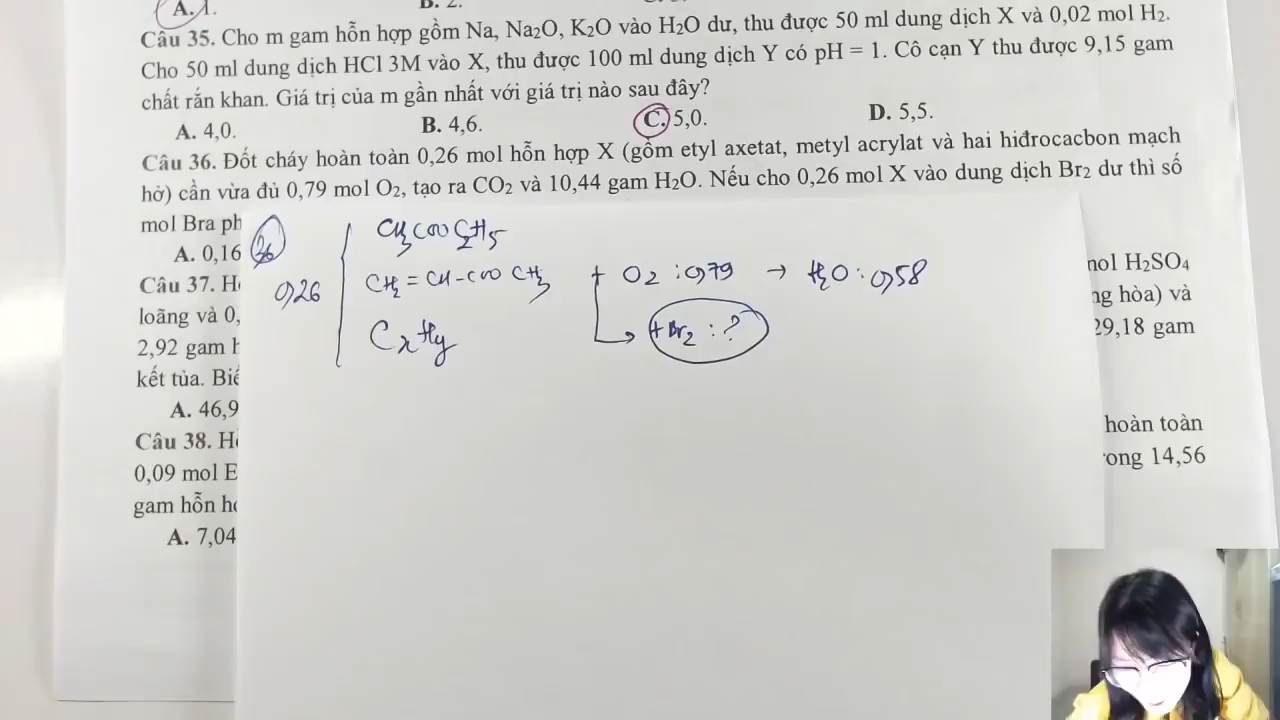 A. 1.
B. 2.
Câu 35. Cho m gam hỗn hợp gồm Na, Na₂O, K₂O vào H₂O dư, thu được 50 ml dung dịch X và 0,02 mol H₂.
Cho 50 ml dung dịch HCl 3M vào X, thu được 100 ml dung dịch Y có pH = 1. Cô cạn Y thu được 9,15 gam
chất rắn khan. Giá trị của m gần nhất với giá trị nào sau đây?
A. 4,0. B. 4,6. C. 5,0. D. 5,5.
Câu 36. Đốt cháy hoàn toàn 0,26 mol hỗn hợp X (gồm etyl axetat, metyl acrylat và hai hiđrocacbon mạch
hở) cần vừa đủ 0,79 mol O₂, tạo ra CO₂ và 10,44 gam H₂O. Nếu cho 0,26 mol X vào dung dịch Br₂ dư thì số
mol Bra ph
A. 0,16
36
CH₃COOC₂H₅
0,26 CH₂=CH-COOCH₃ + O₂ : 0,79 → H₂O : 0,58
CxHy
+Br₂ : ?
Câu 37. H
mol H₂SO₄
loãng và 0,
ng hòa) và
2,92 gam h
29,18 gam
kết tủa. Biế
A. 46,9
Câu 38. H
hoàn toàn
0,09 mol E
rong 14,56
gam hỗn h
A. 7,04